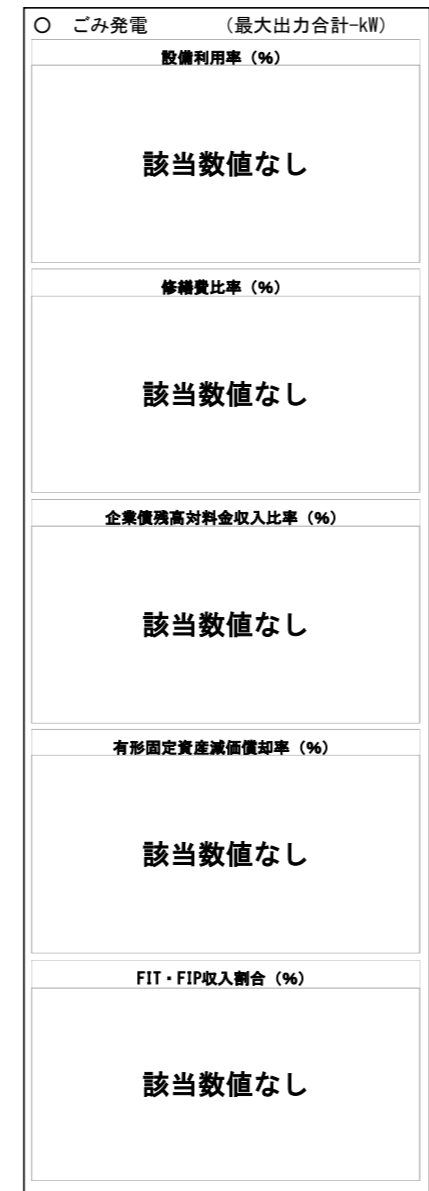 ○ ごみ発電 (最大出力合計-kW)
設備利用率（%）
該当数値なし
修繕費比率（%）
該当数値なし
企業債残高対料金収入比率（%）
該当数値なし
有形固定資産減価償却率（%）
該当数値なし
FIT・FIP収入割合（%）
該当数値なし